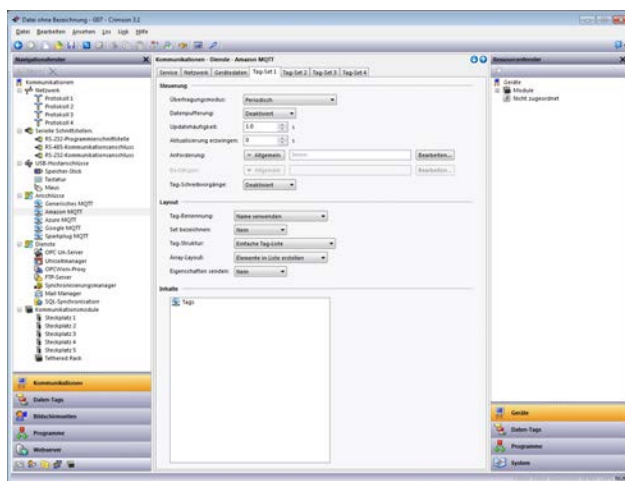 Datei ohne Bezeichnung - G07 - Crimson 3.1
Datei Bearbeiten Ansehen Los Link Hilfe
Navigationsfenster
Kommunikationen
Netzwerk
Protokoll 1
Protokoll 2
Protokoll 3
Protokoll 4
Serielle Schnittstellen
RS-232-Programmierschnittstelle
RS-485-Kommunikationsanschluss
RS-232-Kommunikationsanschluss
USB-Hostanschlüsse
Speicher-Stick
Tastatur
Maus
Anschlüsse
Generisches MQTT
Amazon MQTT
Azure MQTT
Google MQTT
Sparkplug MQTT
Dienste
OPC UA-Server
Uhrzeitmanager
OPCWorx-Proxy
FTP-Server
Synchronisierungsmanager
Mail Manager
SQL-Synchronisation
Kommunikationsmodule
Steckplatz 1
Steckplatz 2
Steckplatz 3
Steckplatz 4
Steckplatz 5
Tethered Rack
Kommunikationen
Daten-Tags
Bildschirmseiten
Programme
Webserver
Kommunikationen - Dienste - Amazon MQTT
Service Netzwerk Gerätedaten Tag-Set 1 Tag-Set 2 Tag-Set 3 Tag-Set 4
Steuerung
Übertragungsmodus: Periodisch
Datenpufferung: Deaktiviert
Updatehäufigkeit: 1.0 s
Aktualisierung erzwingen: 0 s
Anforderung: Allgemein Bearbeiten...
Allgemein Bearbeiten...
Tag-Schreibvorgänge: Deaktiviert
Layout
Tag-Benennung: Name verwenden
Set bezeichnen: Nein
Tag-Struktur: Einfache Tag-Liste
Array-Layout: Elemente in Liste erstellen
Eigenschaften senden: Nein
Inhalte
Tags
Ressourcenfenster
Geräte
Module
Nicht zugeordnet
Geräte
Daten-Tags
Programme
System